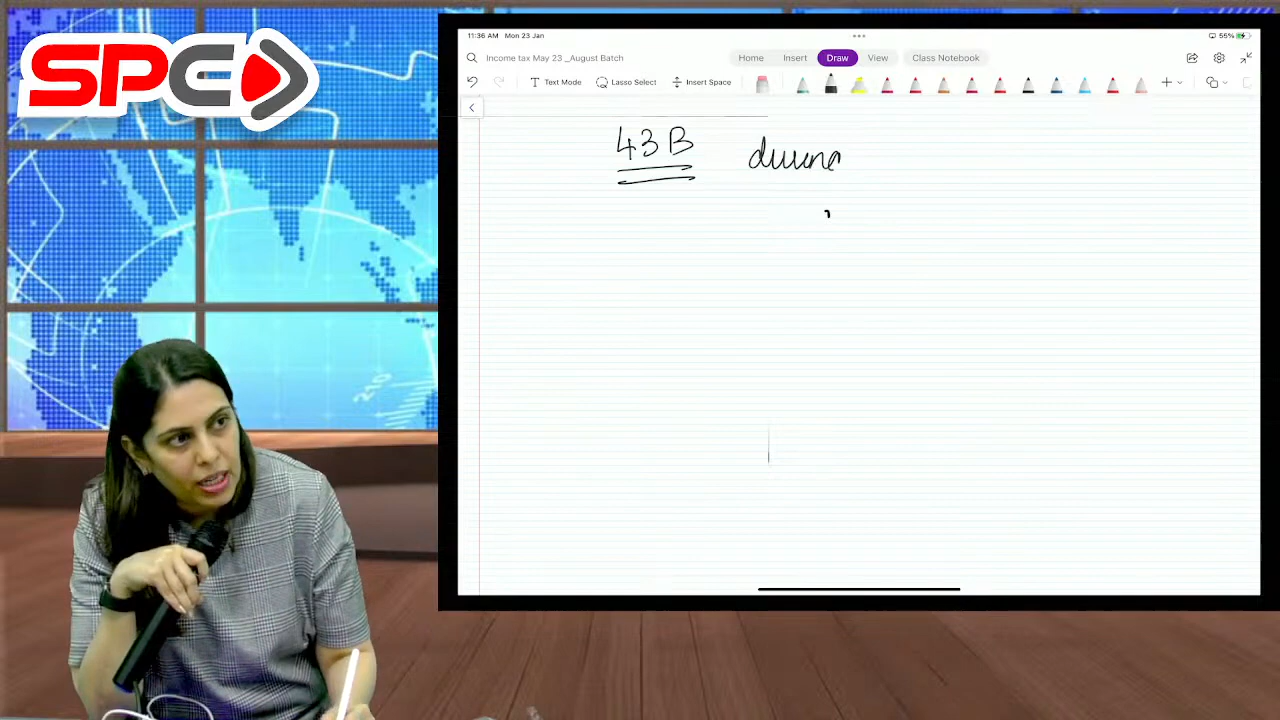 SPC
11:36 AM Mon 23 Jan
55%
Income tax May 23 _August Batch
Home Insert Draw View Class Notebook
Text Mode Lasso Select Insert Space
43 B